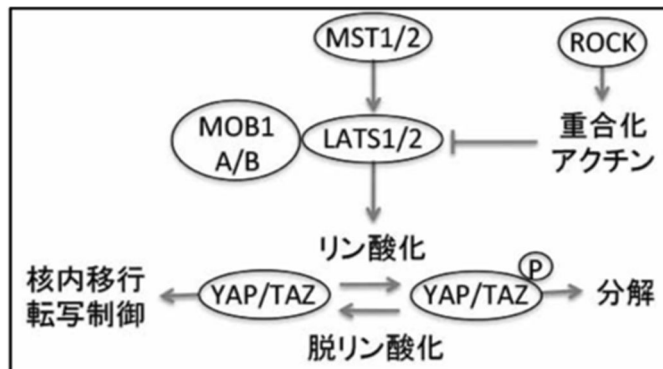 MST1/2
ROCK
MOB1
A/B
LATS1/2
重合化
アクチン
リン酸化
核内移行
転写制御
YAP/TAZ
YAP/TAZ
P
分解
脱リン酸化